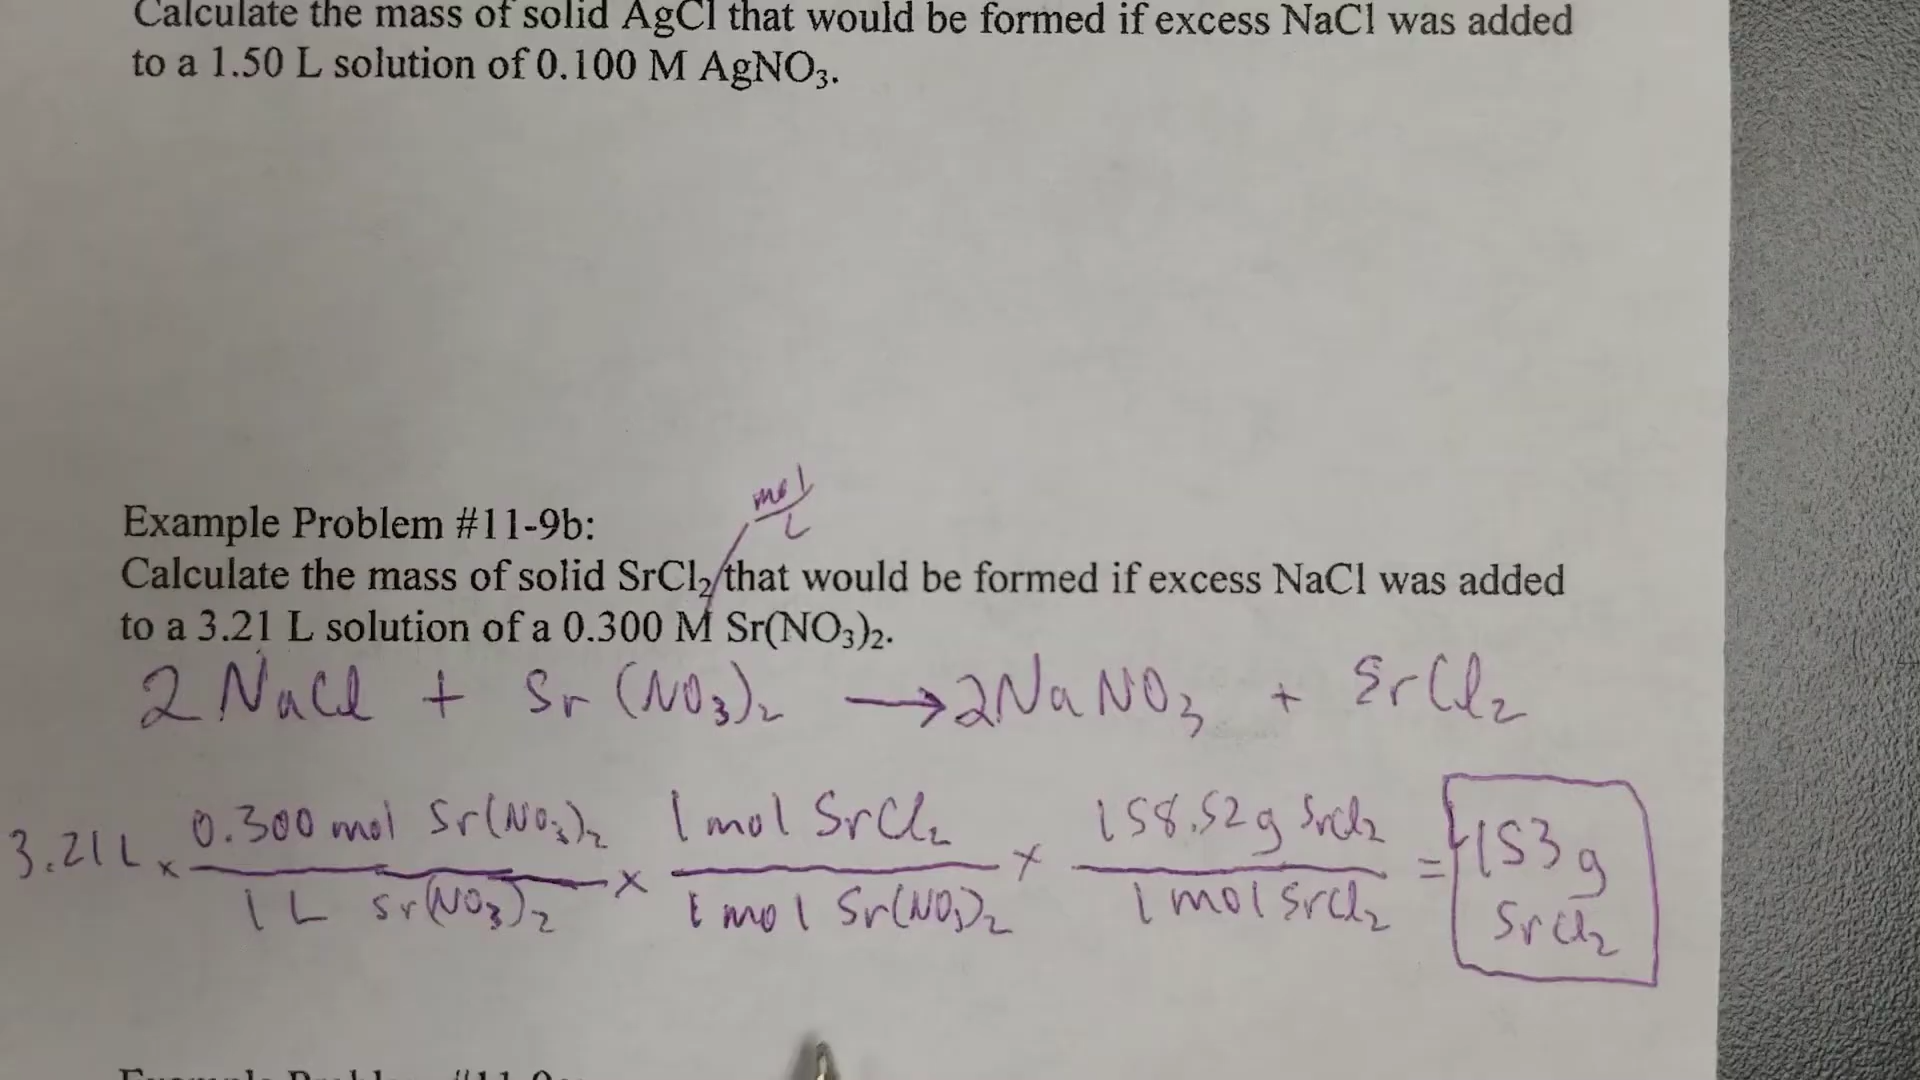 Calculate the mass of solid AgCl that would be formed if excess NaCl was added
to a 1.50 L solution of 0.100 M AgNO₃.
mol/L
Example Problem #11-9b:
Calculate the mass of solid SrCl₂ that would be formed if excess NaCl was added
to a 3.21 L solution of a 0.300 M Sr(NO₃)₂.
2 NaCl + Sr(NO₃)₂ → 2NaNO₃ + SrCl₂
3.21 L × 0.300 mol Sr(NO₃)₂ / 1 L Sr(NO₃)₂ × 1 mol SrCl₂ / 1 mol Sr(NO₃)₂ × 158.52 g SrCl₂ / 1 mol SrCl₂ = 153 g SrCl₂